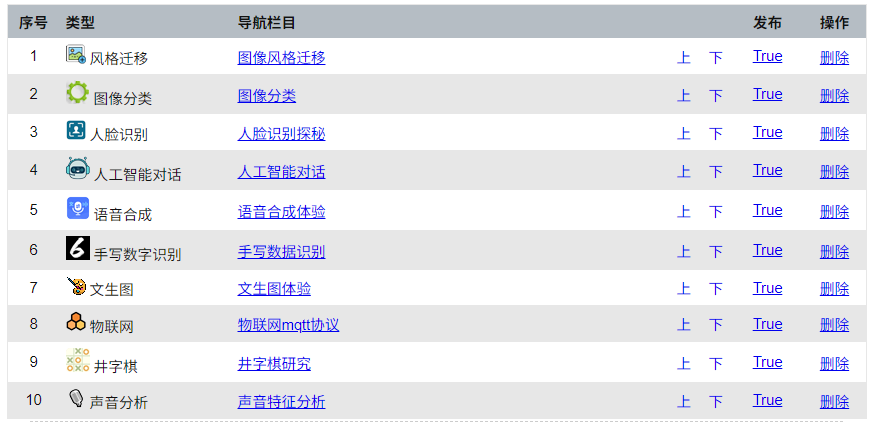 序号 类型 导航栏目 发布 操作
1 风格迁移 图像风格迁移 上 下 True 删除
2 图像分类 图像分类 上 下 True 删除
3 人脸识别 人脸识别探秘 上 下 True 删除
4 人工智能对话 人工智能对话 上 下 True 删除
5 语音合成 语音合成体验 上 下 True 删除
6 手写数字识别 手写数据识别 上 下 True 删除
7 文生图 文生图体验 上 下 True 删除
8 物联网 物联网mqtt协议 上 下 True 删除
9 井字棋 井字棋研究 上 下 True 删除
10 声音分析 声音特征分析 上 下 True 删除